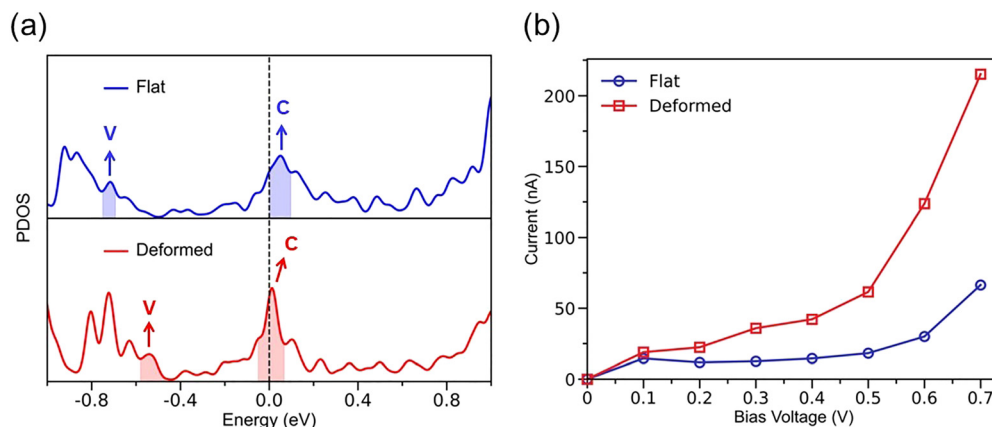 (a)
Flat
V
C
PDOS
Deformed
V
C
-0.8 -0.4 0.0 0.4 0.8
Energy (eV)
(b)
Flat
Deformed
Current (nA)
200
150
100
50
0
0 0.1 0.2 0.3 0.4 0.5 0.6 0.7
Bias Voltage (V)